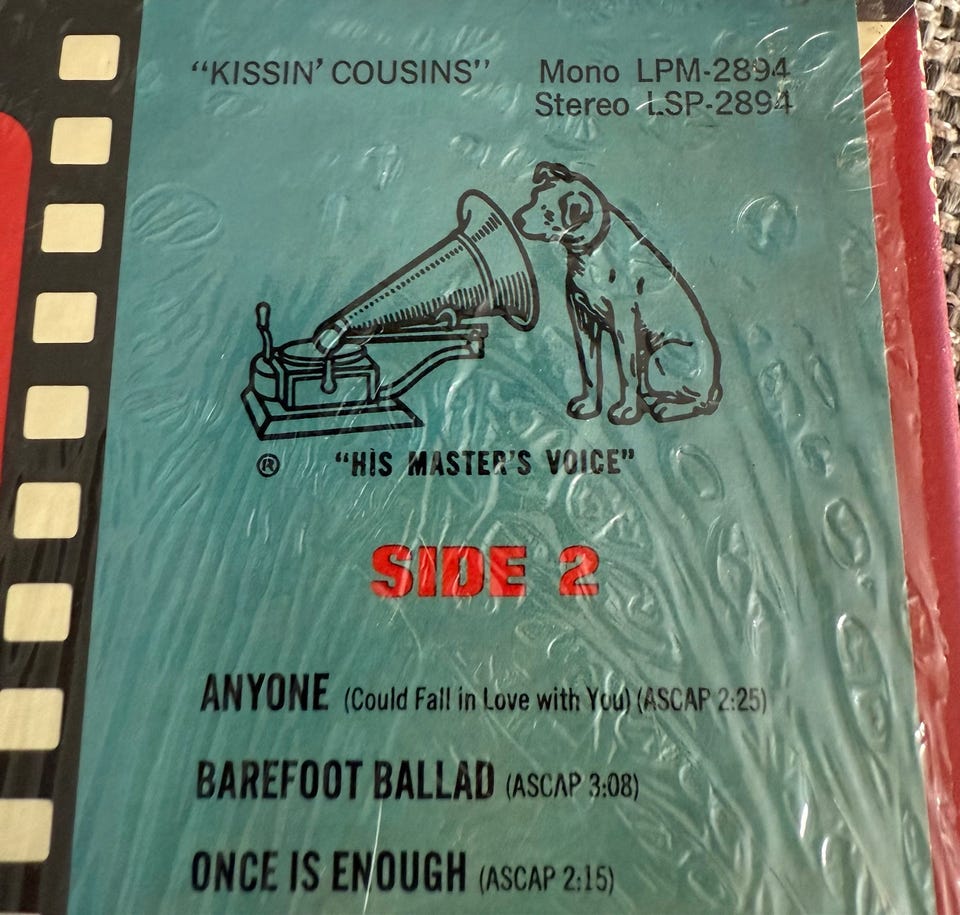 "KISSIN' COUSINS" Mono LPM-2894
Stereo LSP-2894
® "HIS MASTER'S VOICE"
SIDE 2
ANYONE (Could Fall in Love with You) (ASCAP 2:25)
BAREFOOT BALLAD (ASCAP 3:08)
ONCE IS ENOUGH (ASCAP 2:15)